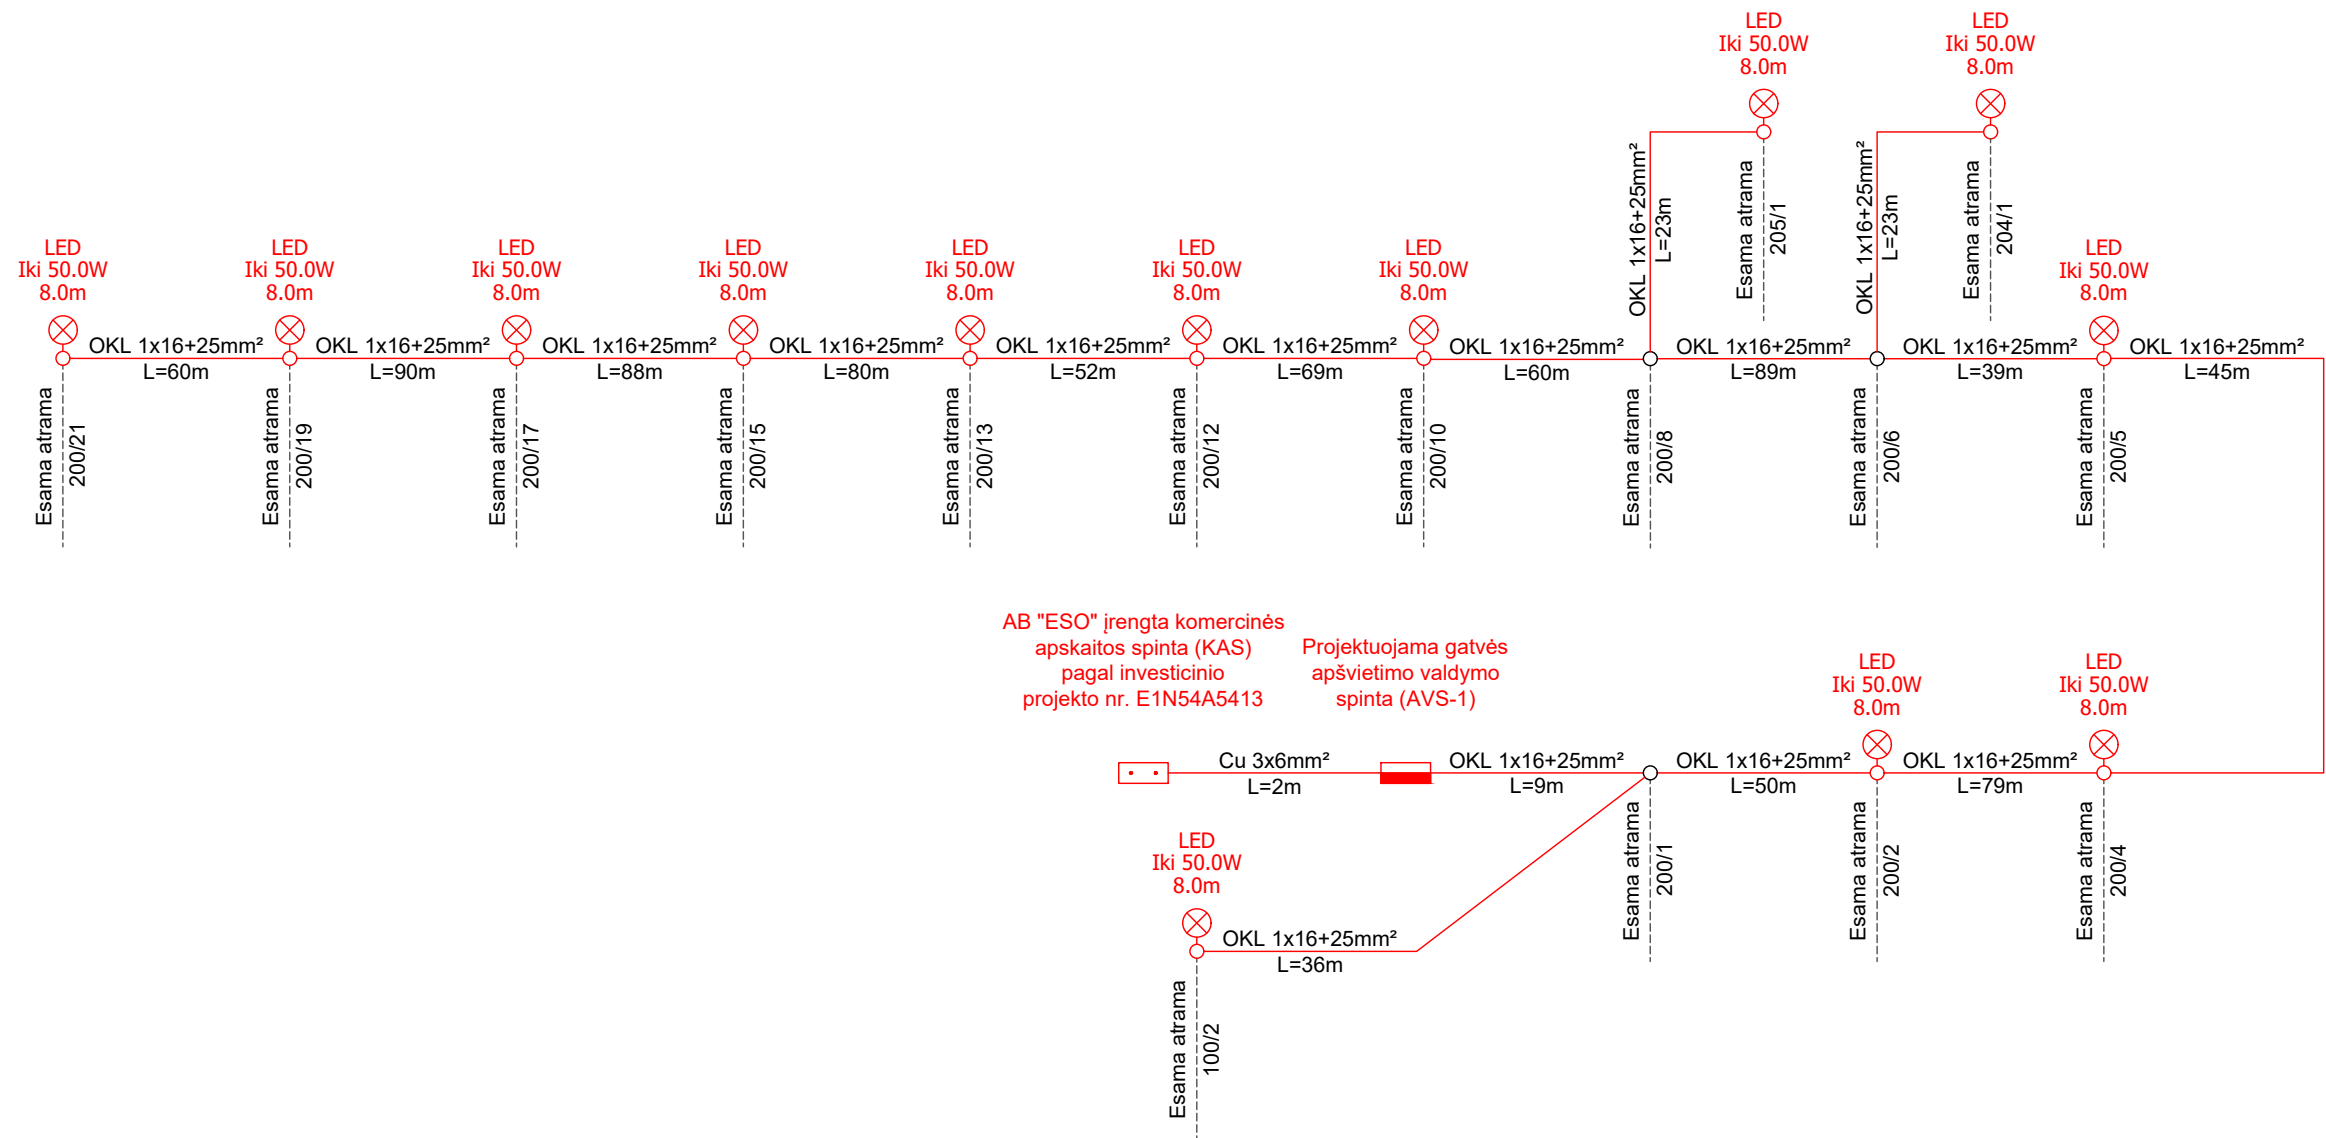 LED
Iki 50.0W
8.0m
LED
Iki 50.0W
8.0m
OKL 1x16+25mm²
L=23m
Esama atrama
205/1
OKL 1x16+25mm²
L=23m
Esama atrama
204/1
LED
Iki 50.0W
8.0m
LED
Iki 50.0W
8.0m
LED
Iki 50.0W
8.0m
LED
Iki 50.0W
8.0m
LED
Iki 50.0W
8.0m
LED
Iki 50.0W
8.0m
LED
Iki 50.0W
8.0m
LED
Iki 50.0W
8.0m
OKL 1x16+25mm²
L=60m
OKL 1x16+25mm²
L=90m
OKL 1x16+25mm²
L=88m
OKL 1x16+25mm²
L=80m
OKL 1x16+25mm²
L=52m
OKL 1x16+25mm²
L=69m
OKL 1x16+25mm²
L=60m
OKL 1x16+25mm²
L=89m
OKL 1x16+25mm²
L=39m
OKL 1x16+25mm²
L=45m
Esama atrama
200/21
Esama atrama
200/19
Esama atrama
200/17
Esama atrama
200/15
Esama atrama
200/13
Esama atrama
200/12
Esama atrama
200/10
Esama atrama
200/8
Esama atrama
200/6
Esama atrama
200/5
AB "ESO" įrengta komercinės
apskaitos spinta (KAS)
pagal investicinio
projekto nr. E1N54A5413
Projektuojama gatvės
apšvietimo valdymo
spinta (AVS-1)
LED
Iki 50.0W
8.0m
LED
Iki 50.0W
8.0m
Cu 3x6mm²
L=2m
OKL 1x16+25mm²
L=9m
OKL 1x16+25mm²
L=50m
OKL 1x16+25mm²
L=79m
Esama atrama
200/1
Esama atrama
200/2
Esama atrama
200/4
LED
Iki 50.0W
8.0m
OKL 1x16+25mm²
L=36m
Esama atrama
100/2